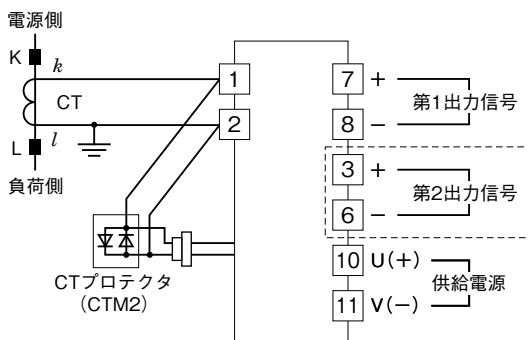 電源側
K
k
CT
l
L
負荷側
1
2
CTプロテクタ
(CTM2)
7 +
8 −
第1出力信号
3 +
6 −
第2出力信号
10 U(+)
11 V(−)
供給電源